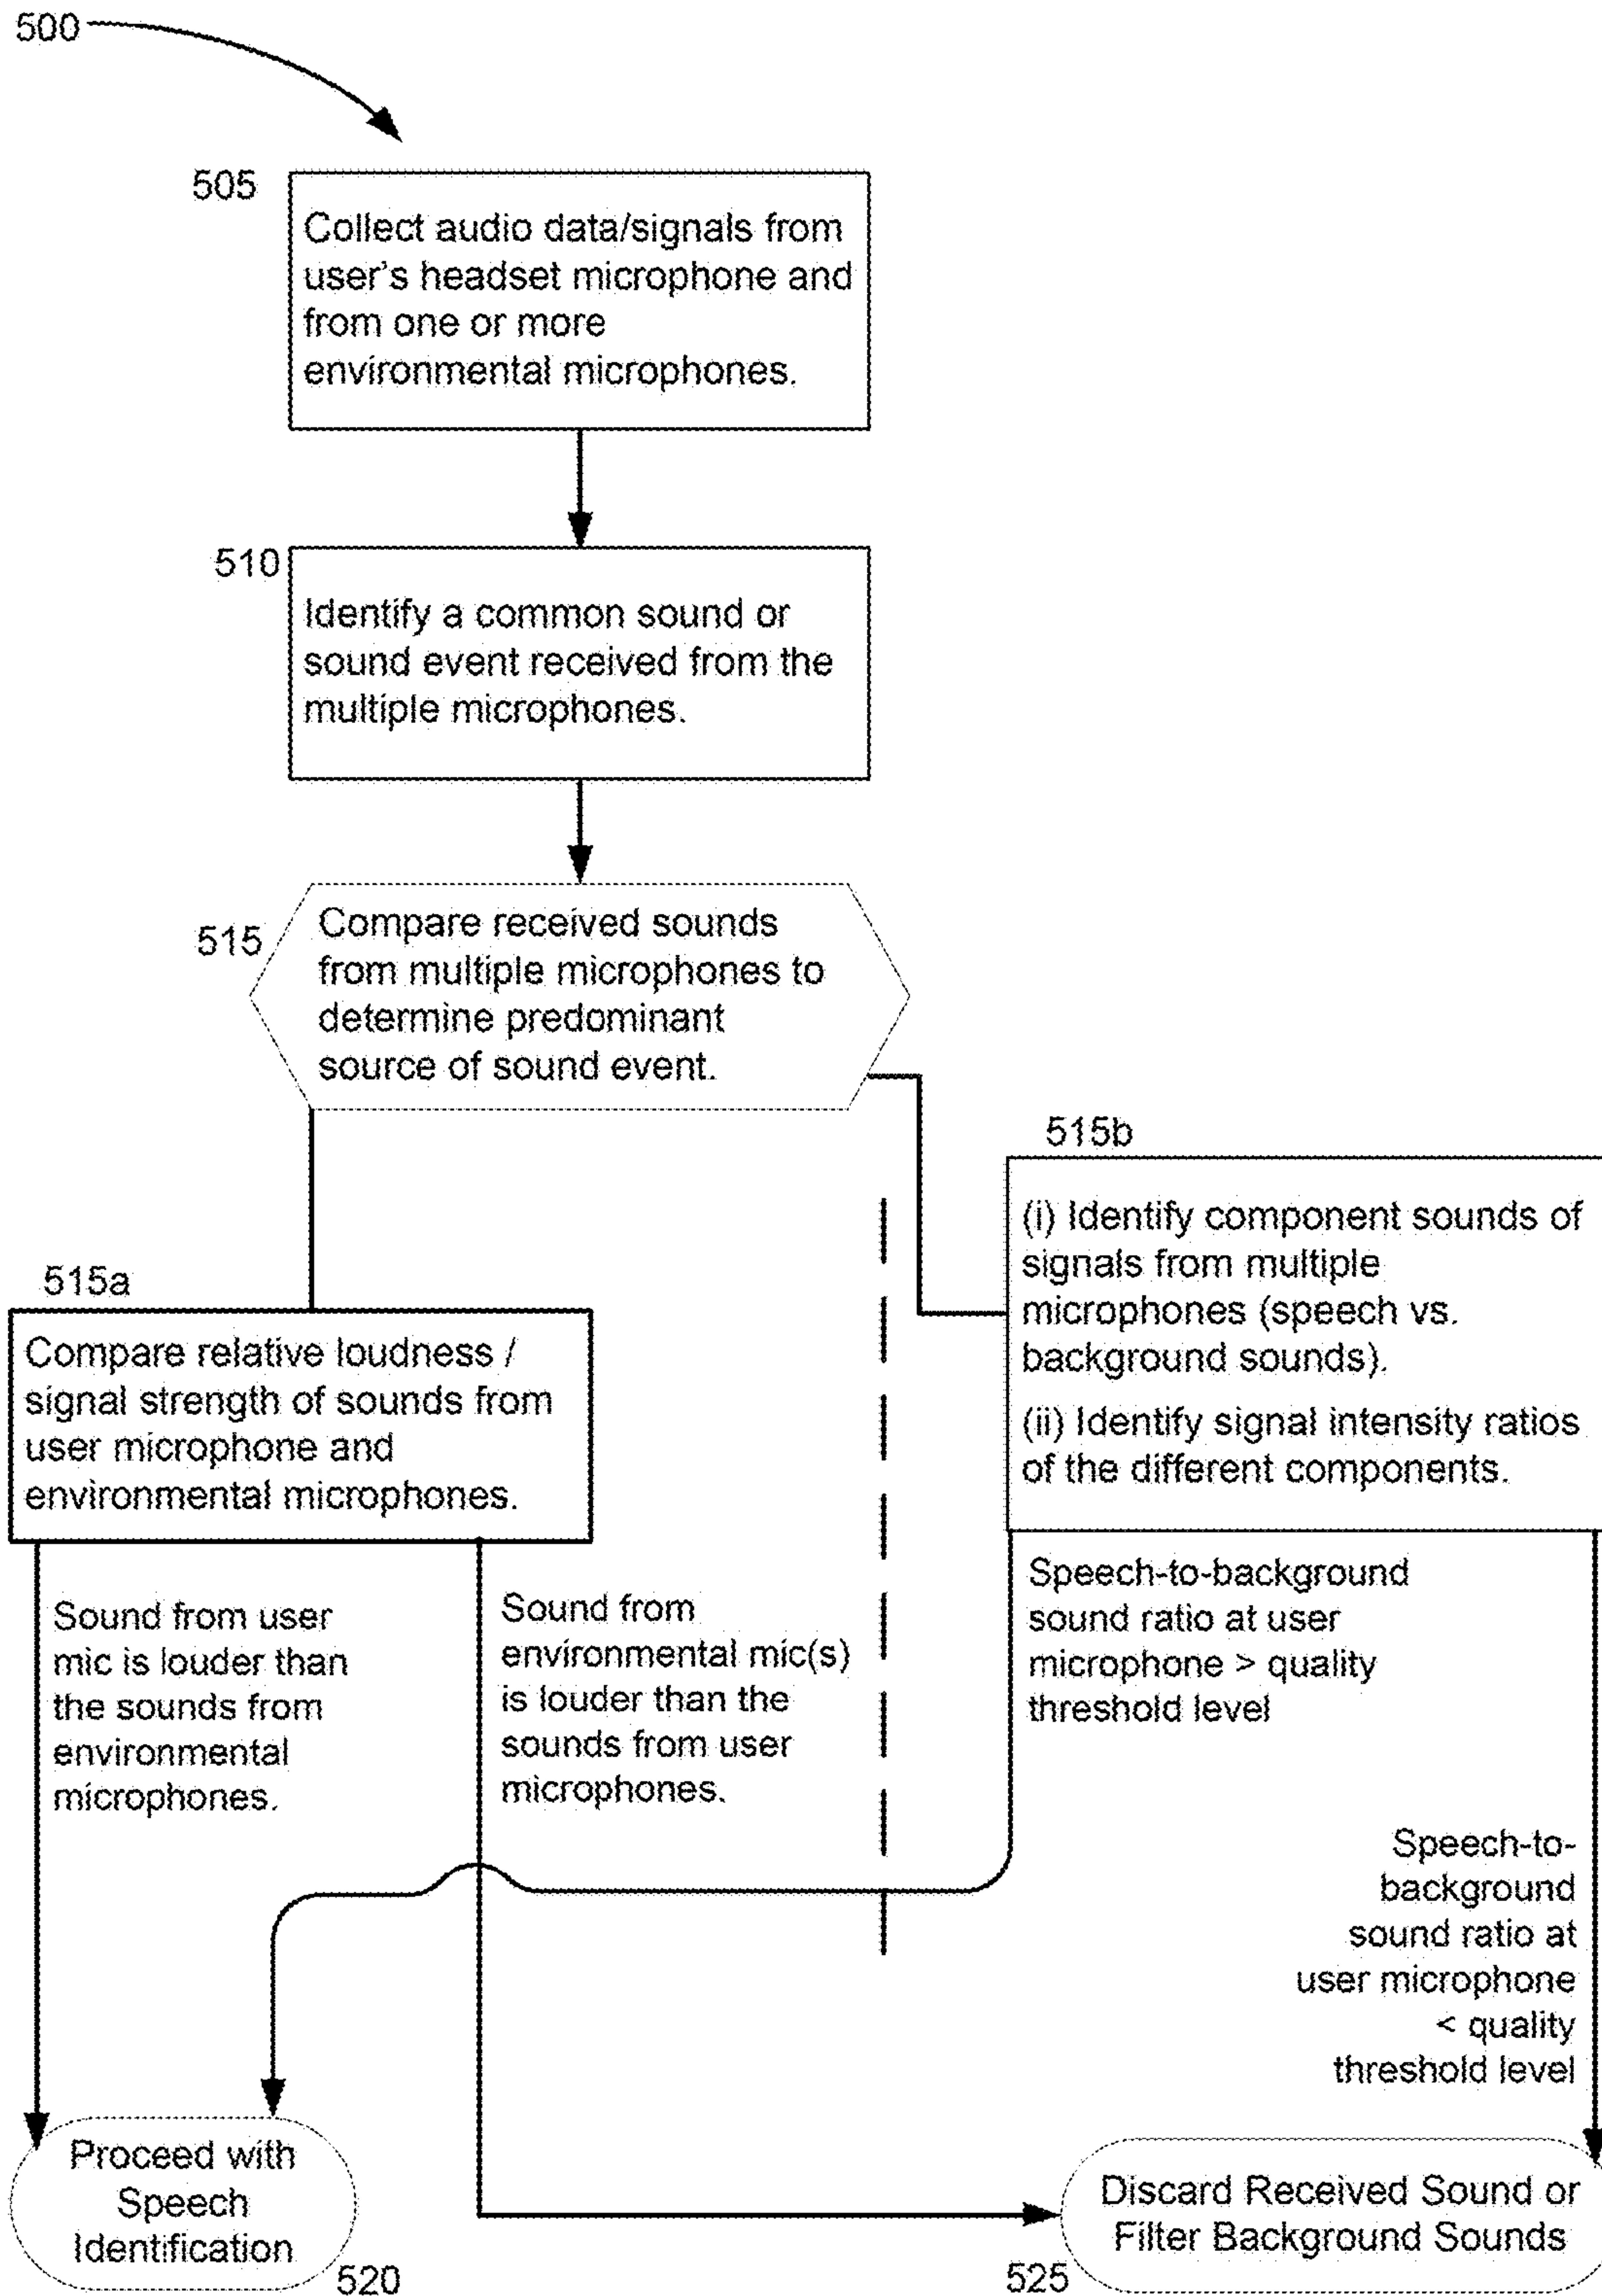 500
505
Collect audio data/signals from
user's headset microphone and
from one or more
environmental microphones.
510
Identify a common sound or
sound event received from the
multiple microphones.
515
Compare received sounds
from multiple microphones to
determine predominant
source of sound event.
515a
Compare relative loudness /
signal strength of sounds from
user microphone and
environmental microphones.
515b
(i) Identify component sounds of
signals from multiple
microphones (speech vs.
background sounds).
(ii) Identify signal intensity ratios
of the different components.
Sound from user
mic is louder than
the sounds from
environmental
microphones.
Sound from
environmental mic(s)
is louder than the
sounds from user
microphones.
Speech-to-background
sound ratio at user
microphone > quality
threshold level
Speech-to-
background
sound ratio at
user microphone
< quality
threshold level
Proceed with
Speech
Identification
520
Discard Received Sound or
Filter Background Sounds
525